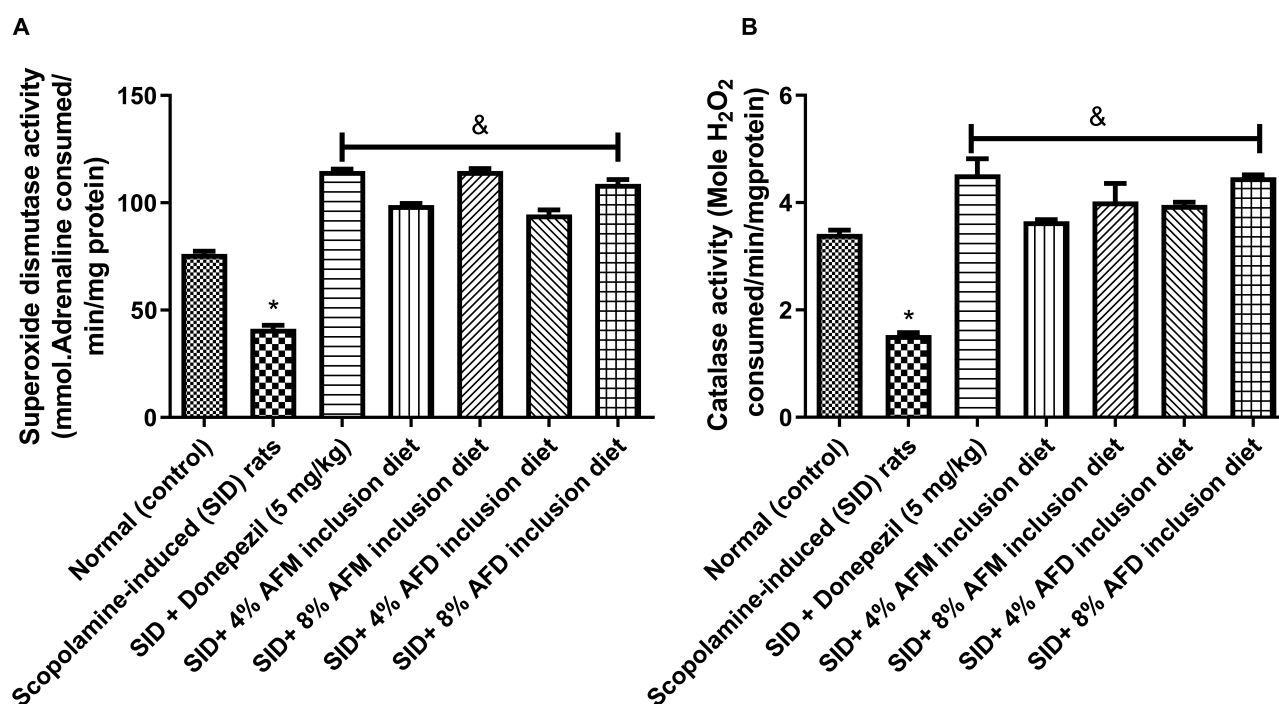 A
Superoxide dismutase activity
(mmol.Adrenaline consumed/
min/mg protein)
150
100
50
0
&
*
Normal (control)
Scopolamine-induced (SID) rats
SID + Donepezil (5 mg/kg)
SID+ 4% AFM inclusion diet
SID+ 8% AFM inclusion diet
SID+ 4% AFD inclusion diet
SID+ 8% AFD inclusion diet
B
Catalase activity (Mole H₂O₂
consumed/min/mgprotein)
6
4
2
0
&
*
Normal (control)
Scopolamine-induced (SID) rats
SID + Donepezil (5 mg/kg)
SID+ 4% AFM inclusion diet
SID+ 8% AFM inclusion diet
SID+ 4% AFD inclusion diet
SID+ 8% AFD inclusion diet